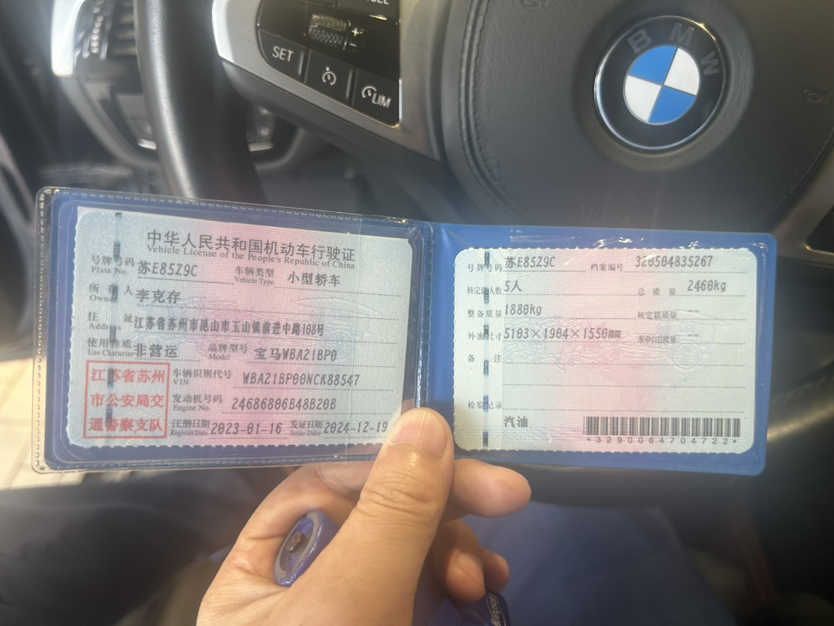 CEL
SET
LIM
BMW
中华人民共和国机动车行驶证
Vehicle License of the People's Republic of China
号牌号码 苏E85Z9C 车辆类型 小型轿车
Plate No. Vehicle Type
所有人 李克存
Owner
住址 江苏省苏州市昆山市玉山镇前进中路108号
Address
使用性质 非营运 品牌型号 宝马WBA21BP0
Use Character Model
江苏省苏州
市公安局交
通警察支队
车辆识别代号 WBA21BP00NCK88547
VIN
发动机号码 24686806B48B20B
Engine No.
注册日期 2023-01-16 发证日期 2024-12-19
Register Date Issue Date
号牌号码 苏E85Z9C 档案编号 320504835267
核定载人数 5人 总质量 2460kg
整备质量 1880kg 核定载质量 --
外廓尺寸 5103×1904×1550mm 准牵引总质量 --
备注
检验记录
汽油
*3290064704722*